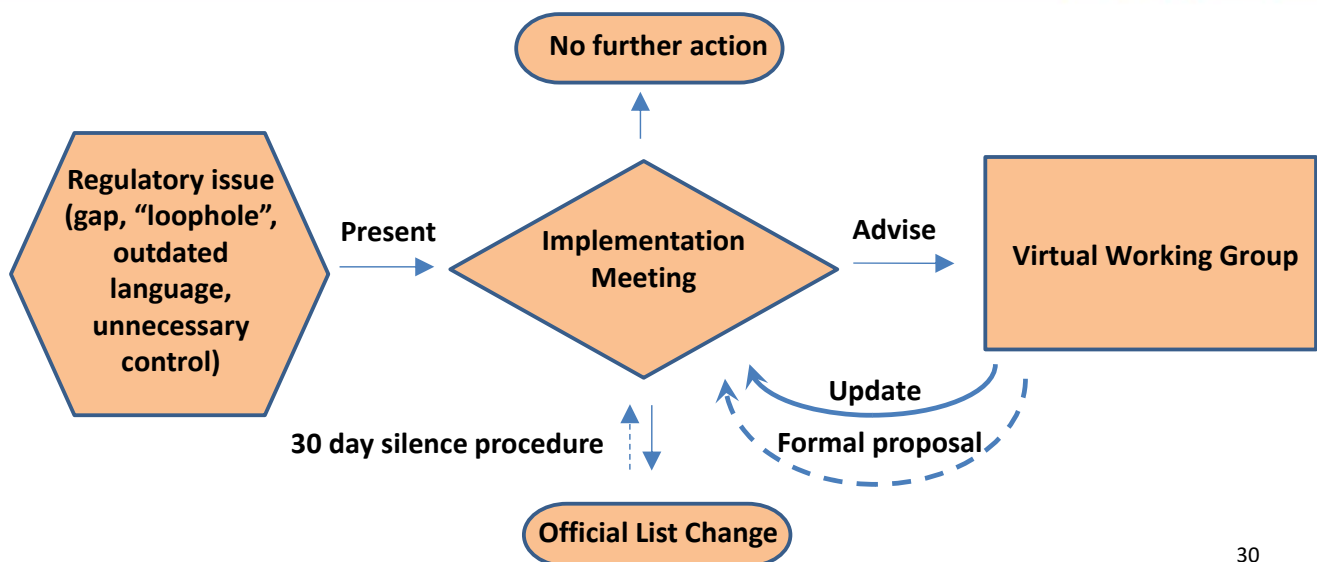 No further action
Regulatory issue
(gap, “loophole”,
outdated
language,
unnecessary
control)
Present
Implementation
Meeting
Advise
Virtual Working Group
Update
Formal proposal
30 day silence procedure
Official List Change
30